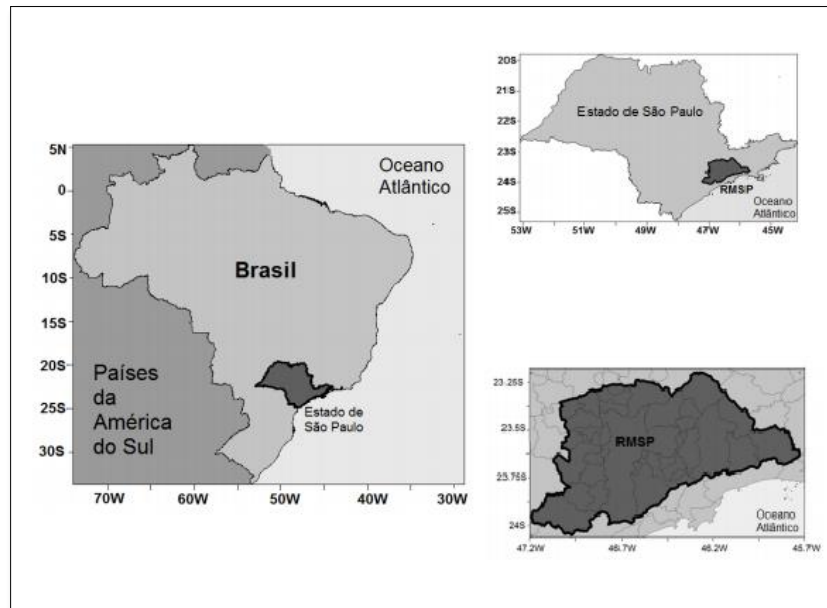 5N
0
5S
10S
15S
20S
25S
30S
70W
60W
50W
40W
30W
Oceano
Atlântico
Brasil
Países
da
América
do Sul
Estado de
São Paulo
20S
21S
22S
23S
24S
25S
53W
51W
49W
47W
45W
Estado de São Paulo
RMSP
Oceano
Atlântico
23.25S
23.5S
23.75S
24S
47.2W
46.7W
46.2W
45.7W
RMSP
Oceano
Atlântico